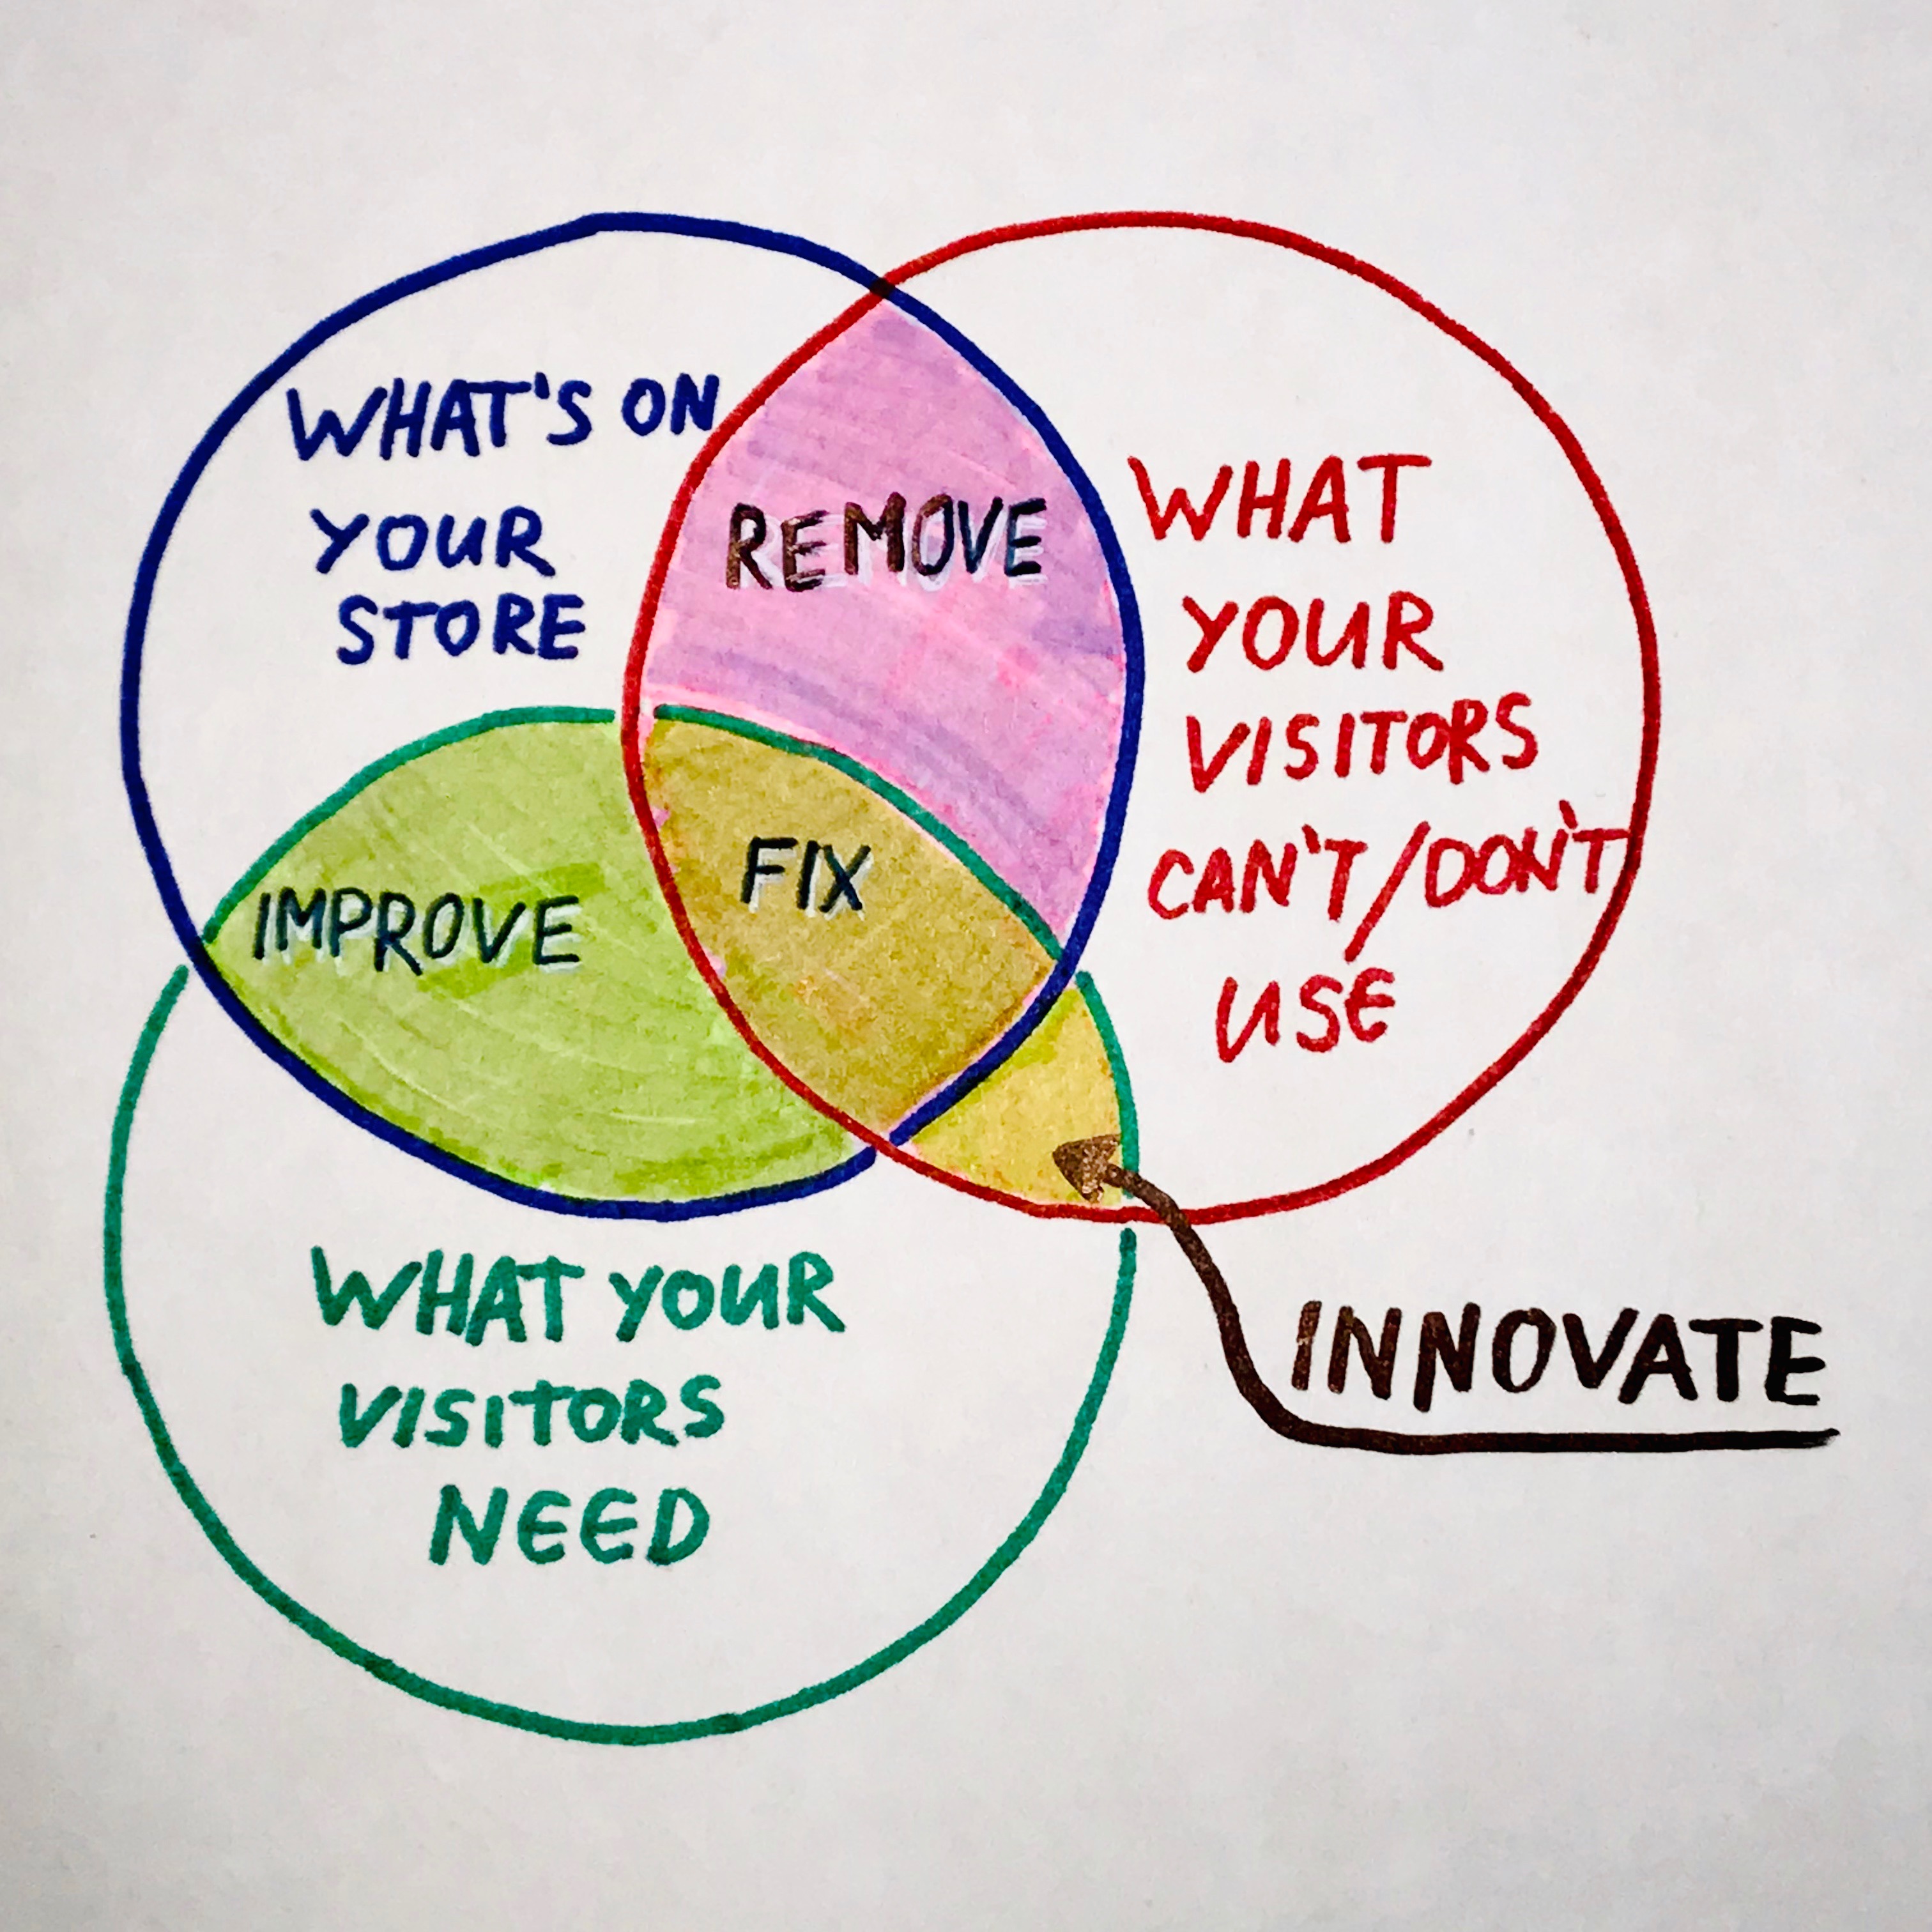 WHAT'S ON
YOUR
STORE
REMOVE
WHAT
YOUR
VISITORS
CAN'T/DON'T
USE
IMPROVE
FIX
WHAT YOUR
VISITORS
NEED
INNOVATE